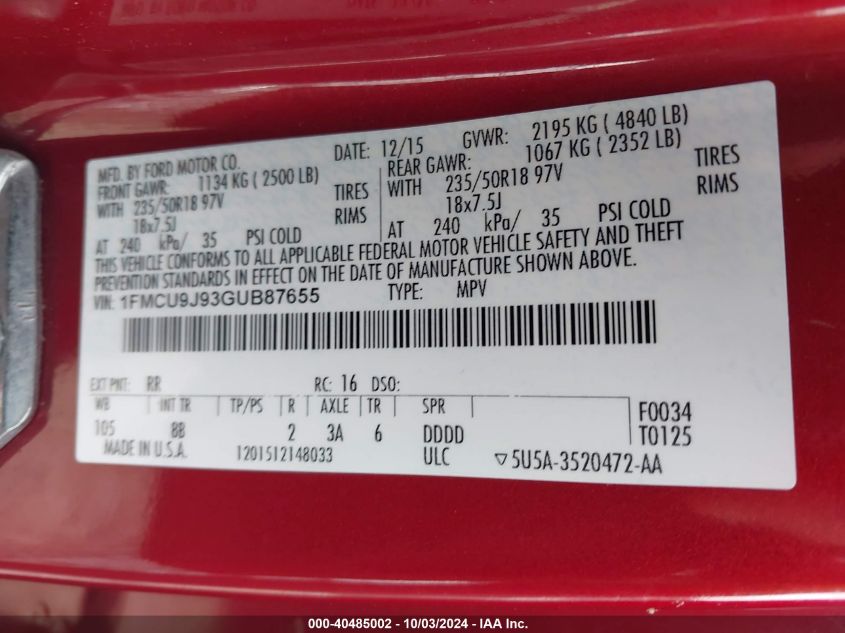 MFD. BY FORD MOTOR CO. DATE: 12/15 GVWR: 2195 KG ( 4840 LB)
FRONT GAWR: 1134 KG ( 2500 LB) REAR GAWR: 1067 KG ( 2352 LB)
WITH 235/50R18 97V TIRES WITH 235/50R18 97V TIRES
18x7.5J RIMS 18x7.5J RIMS
AT 240 kPa/ 35 PSI COLD AT 240 kPa/ 35 PSI COLD
THIS VEHICLE CONFORMS TO ALL APPLICABLE FEDERAL MOTOR VEHICLE SAFETY AND THEFT
PREVENTION STANDARDS IN EFFECT ON THE DATE OF MANUFACTURE SHOWN ABOVE.
VIN: 1FMCU9J93GUB87655 TYPE: MPV
EXT PNT: RR RC: 16 DSO:
WB INT TR TP/PS R AXLE TR SPR F0034
105 8B 2 3A 6 DDDD T0125
MADE IN U.S.A. 1201512148033 ULC 5U5A-3520472-AA
000-40485002 - 10/03/2024 - IAA Inc.